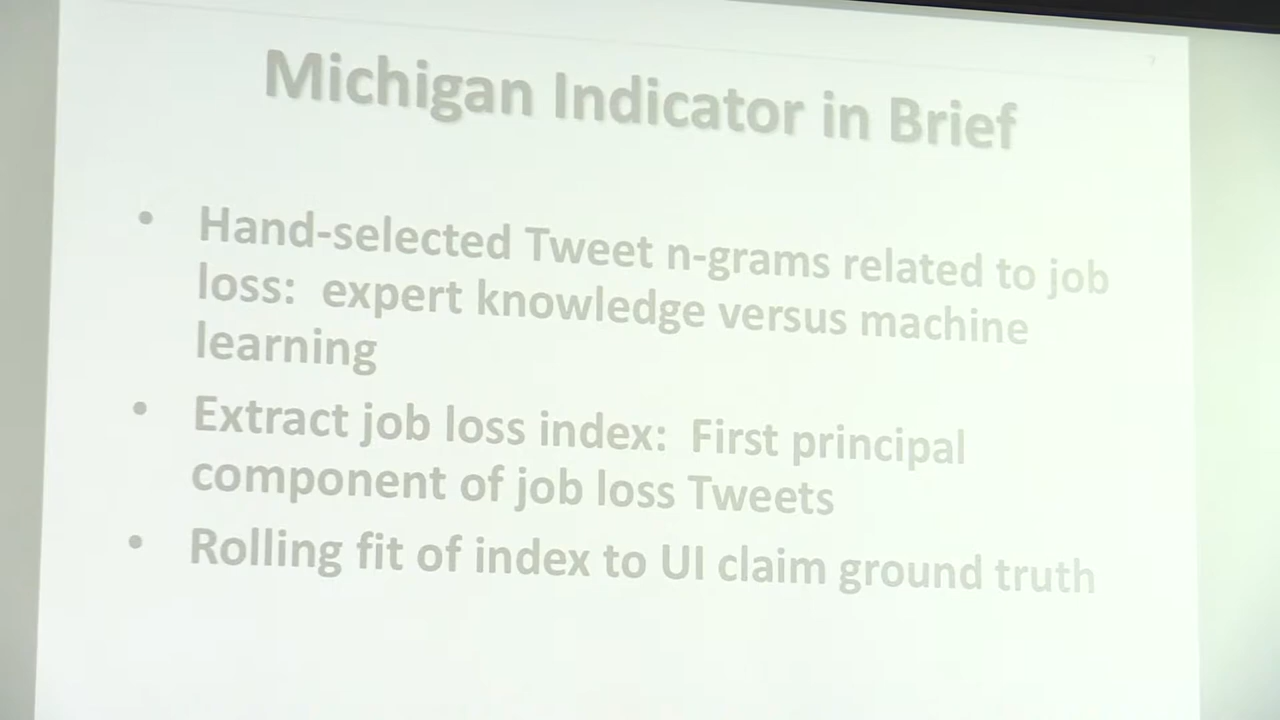 Michigan Indicator in Brief
• Hand-selected Tweet n-grams related to job
loss: expert knowledge versus machine
learning
• Extract job loss index: First principal
component of job loss Tweets
• Rolling fit of index to UI claim ground truth